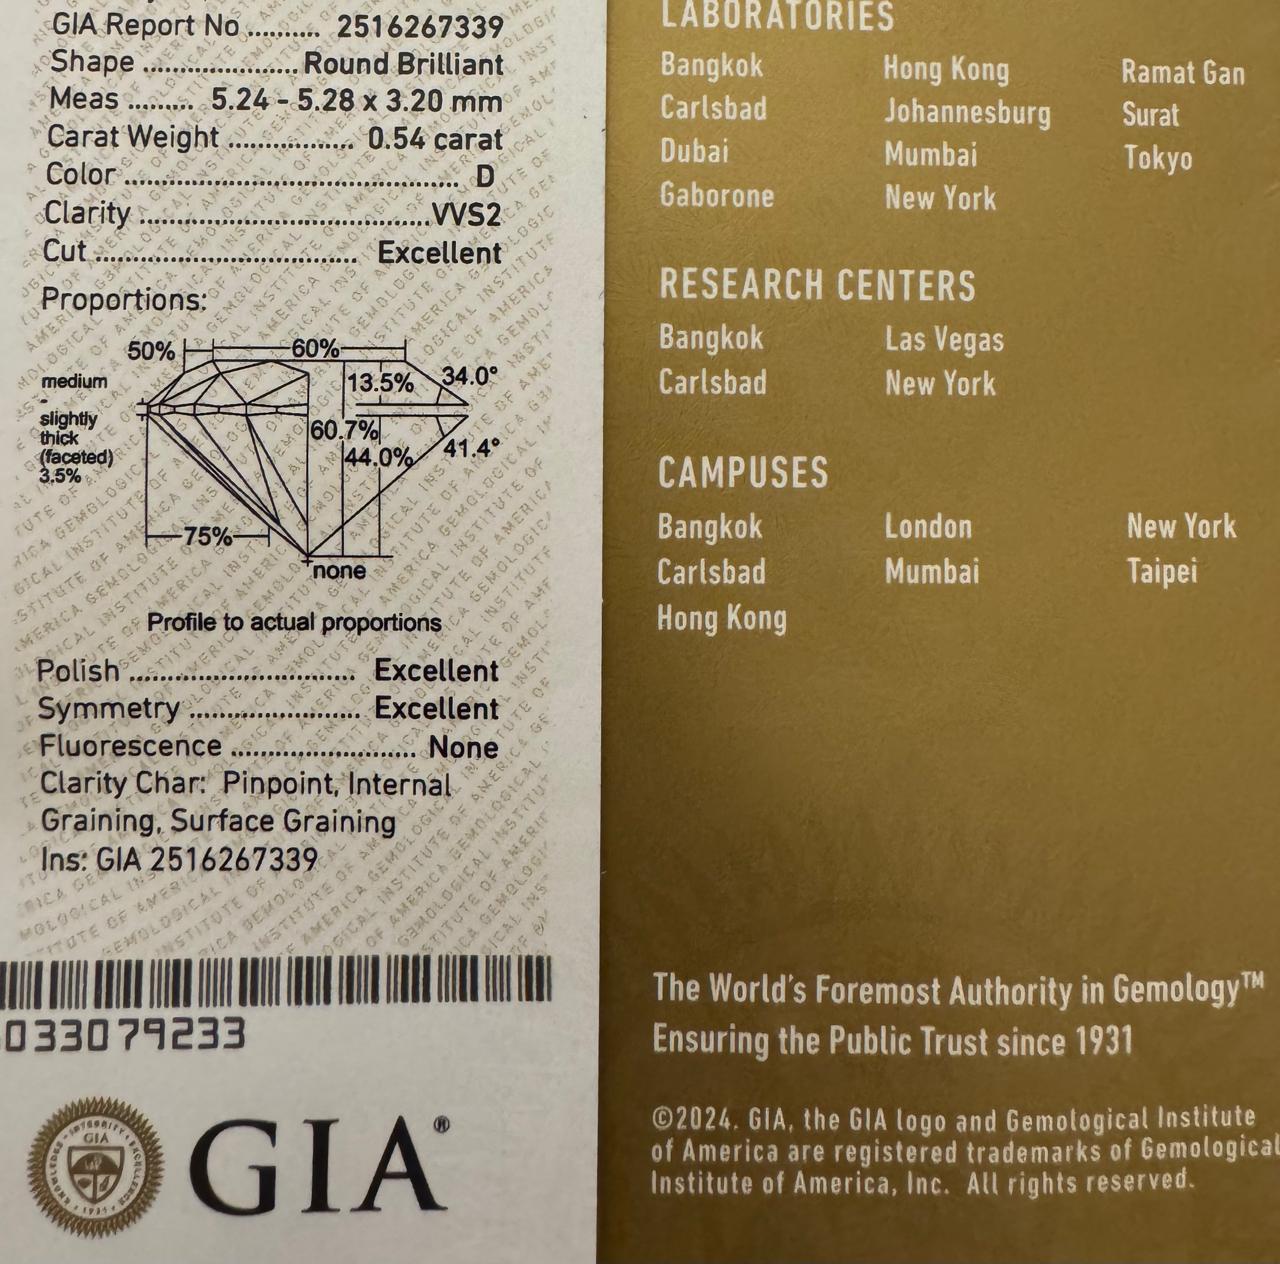 GIA Report No .......... 2516267339
Shape .................... Round Brilliant
Meas ......... 5.24 - 5.28 x 3.20 mm
Carat Weight ................ 0.54 carat
Color .......................................... D
Clarity ...................................VVS2
Cut ................................. Excellent
Proportions:
50% 60%
medium
-
slightly
thick
(faceted)
3.5%
13.5% 34.0°
60.7%
44.0% 41.4°
75%
none
Profile to actual proportions
Polish ............................ Excellent
Symmetry ..................... Excellent
Fluorescence ....................... None
Clarity Char: Pinpoint, Internal
Graining, Surface Graining
Ins: GIA 2516267339
033079233
GIA®
LABORATORIES
Bangkok Hong Kong Ramat Gan
Carlsbad Johannesburg Surat
Dubai Mumbai Tokyo
Gaborone New York
RESEARCH CENTERS
Bangkok Las Vegas
Carlsbad New York
CAMPUSES
Bangkok London New York
Carlsbad Mumbai Taipei
Hong Kong
The World's Foremost Authority in Gemology™
Ensuring the Public Trust since 1931
©2024. GIA, the GIA logo and Gemological Institute
of America are registered trademarks of Gemological
Institute of America, Inc. All rights reserved.